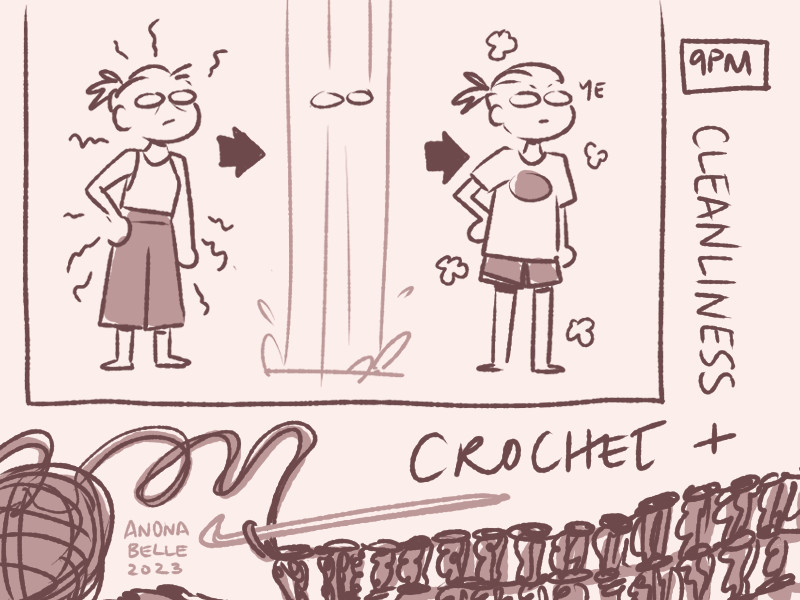 9PM
YE
CLEANLINESS +
CROCHET
ANONA
BELLE
2023